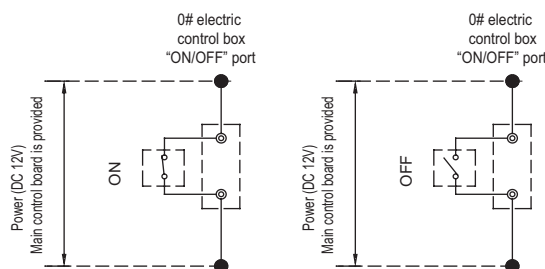 0# electric
control box
“ON/OFF” port
Power (DC 12V)
Main control board is provided
ON
0# electric
control box
“ON/OFF” port
Power (DC 12V)
Main control board is provided
OFF